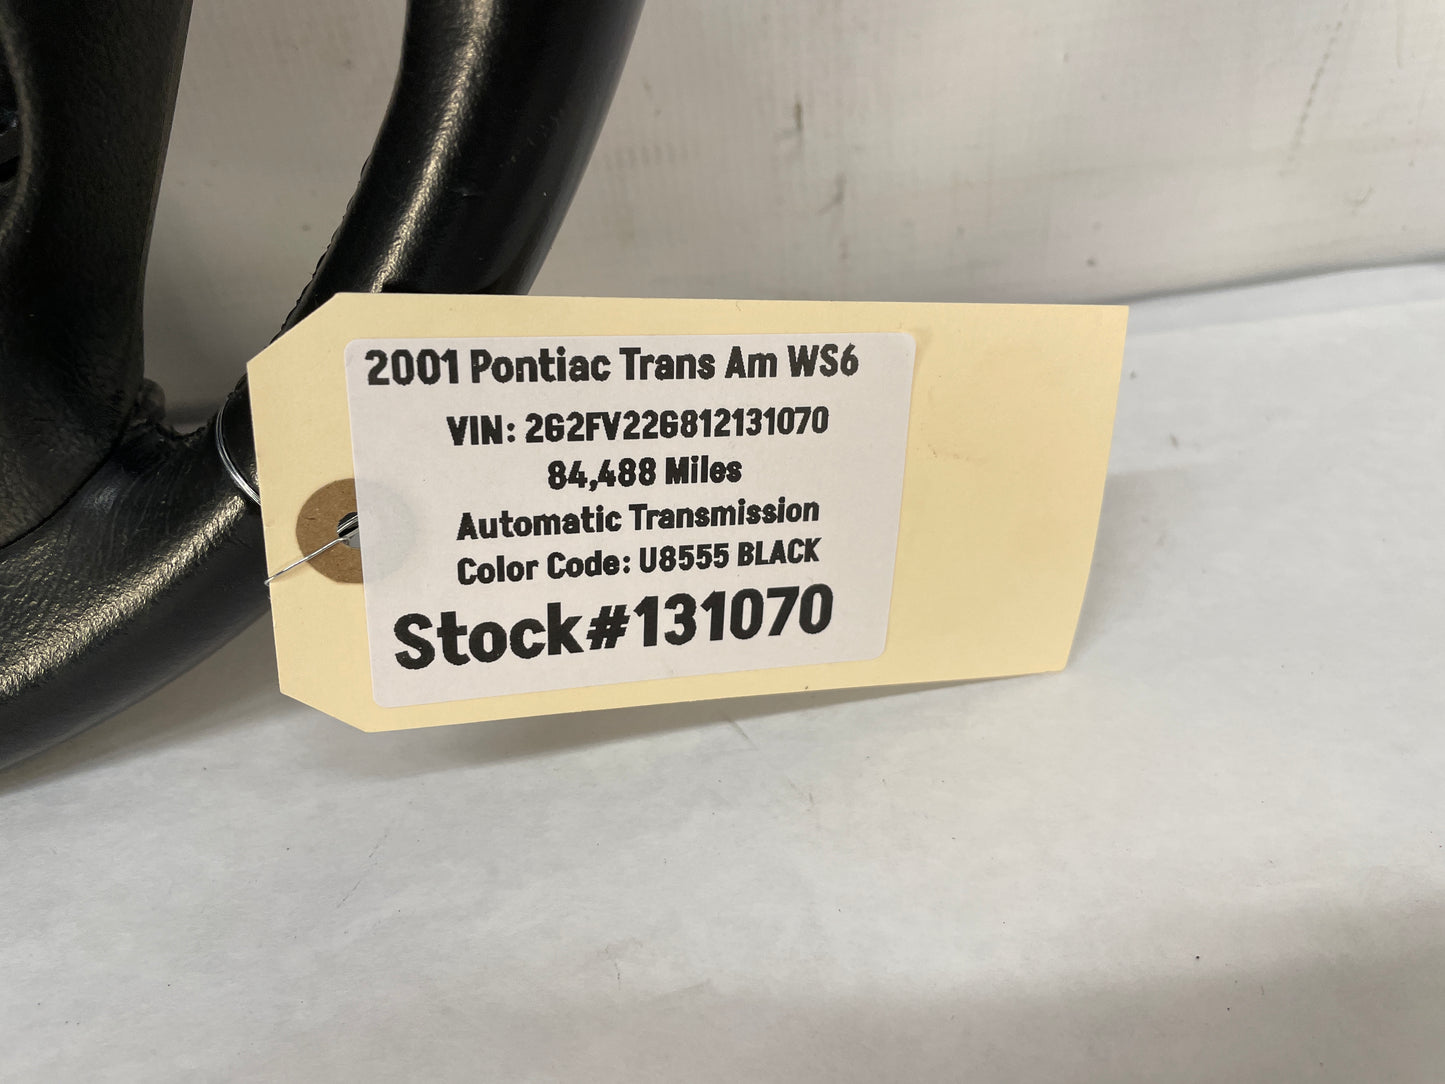 2001 Pontiac Trans Am WS6
VIN: 2G2FV22G812131070
84,488 Miles
Automatic Transmission
Color Code: U8555 BLACK
Stock#131070